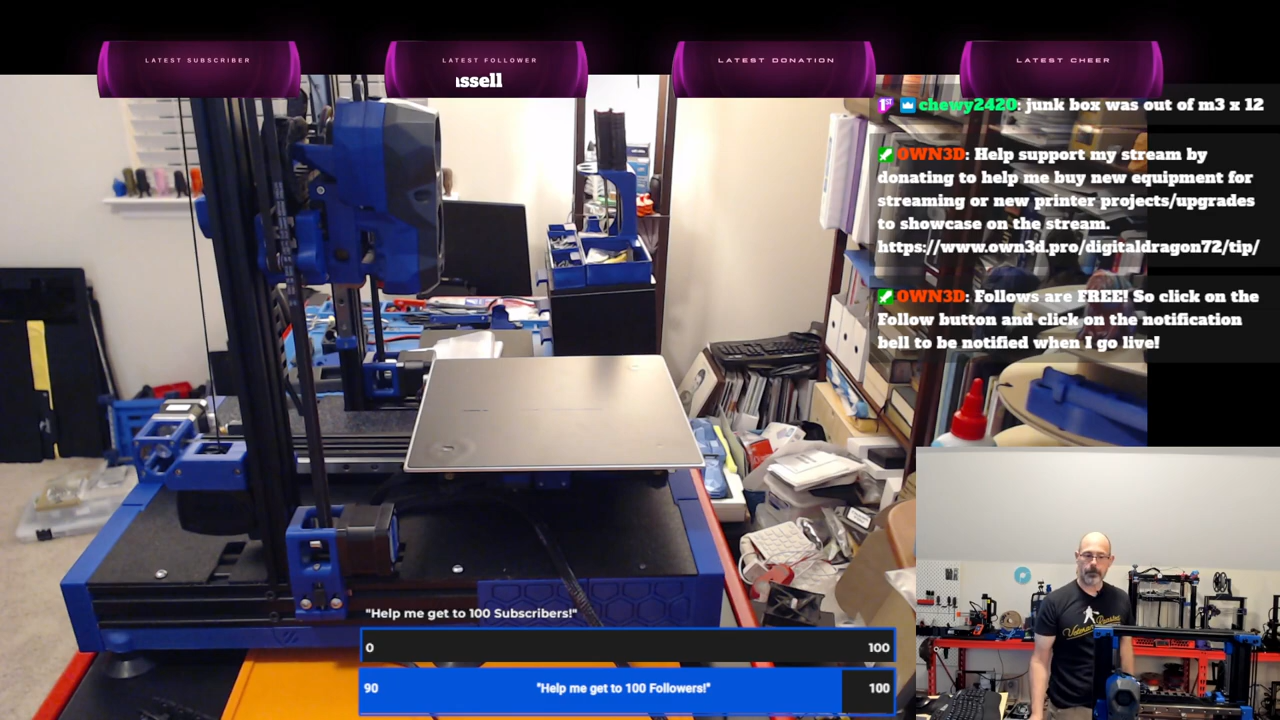 LATEST SUBSCRIBER
LATEST FOLLOWER
LATEST DONATION
LATEST CHEER
assell
chewy2420: junk box was out of m3 x 12
OWN3D: Help support my stream by
donating to help me buy new equipment for
streaming or new printer projects/upgrades
to showcase on the stream.
https://www.own3d.pro/digitaldragon72/tip/
OWN3D: Follows are FREE! So click on the
Follow button and click on the notification
bell to be notified when I go live!
"Help me get to 100 Subscribers!"
0
100
90
"Help me get to 100 Followers!"
100